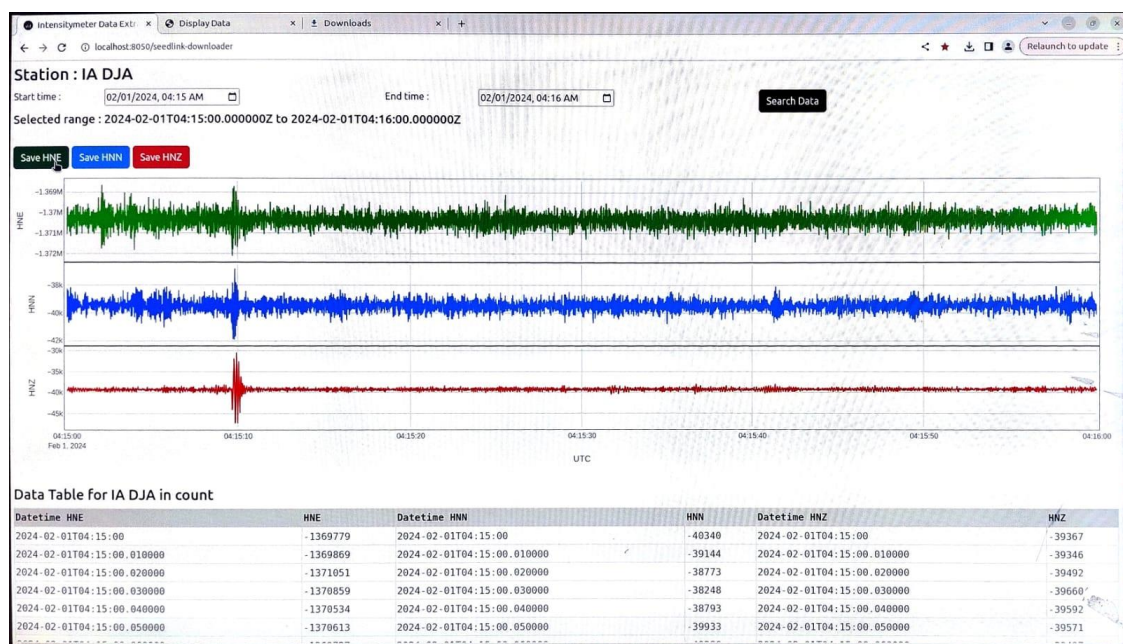 Intensitymeter Data Extr × Display Data × Downloads × +
localhost:8050/seedlink-downloader Relaunch to update
Station : IA DJA
Start time : 02/01/2024, 04:15 AM End time : 02/01/2024, 04:16 AM Search Data
Selected range : 2024-02-01T04:15:00.000000Z to 2024-02-01T04:16:00.000000Z
Save HNE Save HNN Save HNZ
−1.369M
−1.37M
HNE
−1.371M
−1.372M
−38k
HNN
−40k
−42k
−30k
−35k
HNZ
−40k
−45k
04:15:00 04:15:10 04:15:20 04:15:30 04:15:40 04:15:50 04:16:00
Feb 1, 2024
UTC
Data Table for IA DJA in count
Datetime HNE HNE Datetime HNN HNN Datetime HNZ HNZ
2024-02-01T04:15:00 -1369779 2024-02-01T04:15:00 -40340 2024-02-01T04:15:00 -39367
2024-02-01T04:15:00.010000 -1369869 2024-02-01T04:15:00.010000 -39144 2024-02-01T04:15:00.010000 -39346
2024-02-01T04:15:00.020000 -1371051 2024-02-01T04:15:00.020000 -38773 2024-02-01T04:15:00.020000 -39492
2024-02-01T04:15:00.030000 -1370859 2024-02-01T04:15:00.030000 -38248 2024-02-01T04:15:00.030000 -39660
2024-02-01T04:15:00.040000 -1370534 2024-02-01T04:15:00.040000 -38793 2024-02-01T04:15:00.040000 -39592
2024-02-01T04:15:00.050000 -1370613 2024-02-01T04:15:00.050000 -39933 2024-02-01T04:15:00.050000 -39571